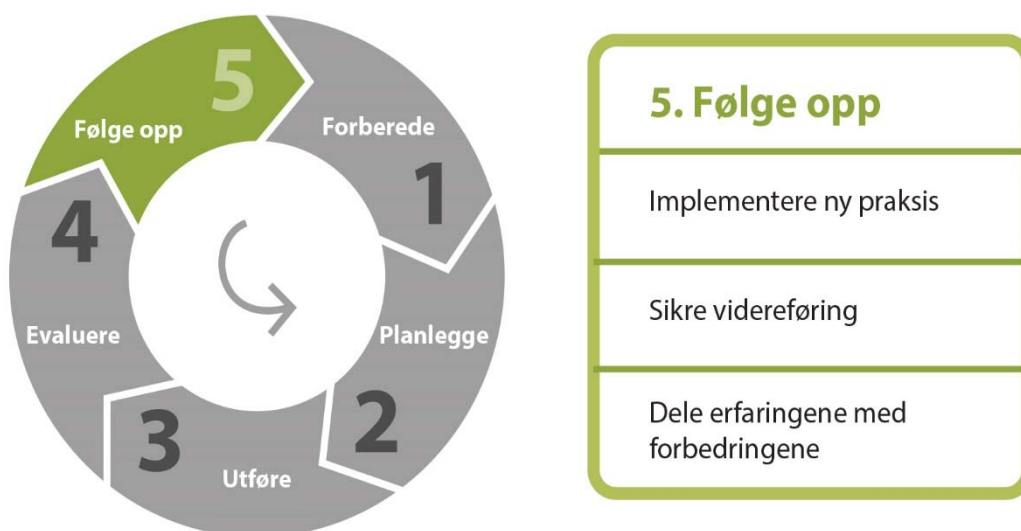 5
Følge opp
Forberede
1
4
Evaluere
Planlegge
3
2
Utføre
5. Følge opp
Implementere ny praksis
Sikre videreføring
Dele erfaringene med
forbedringene